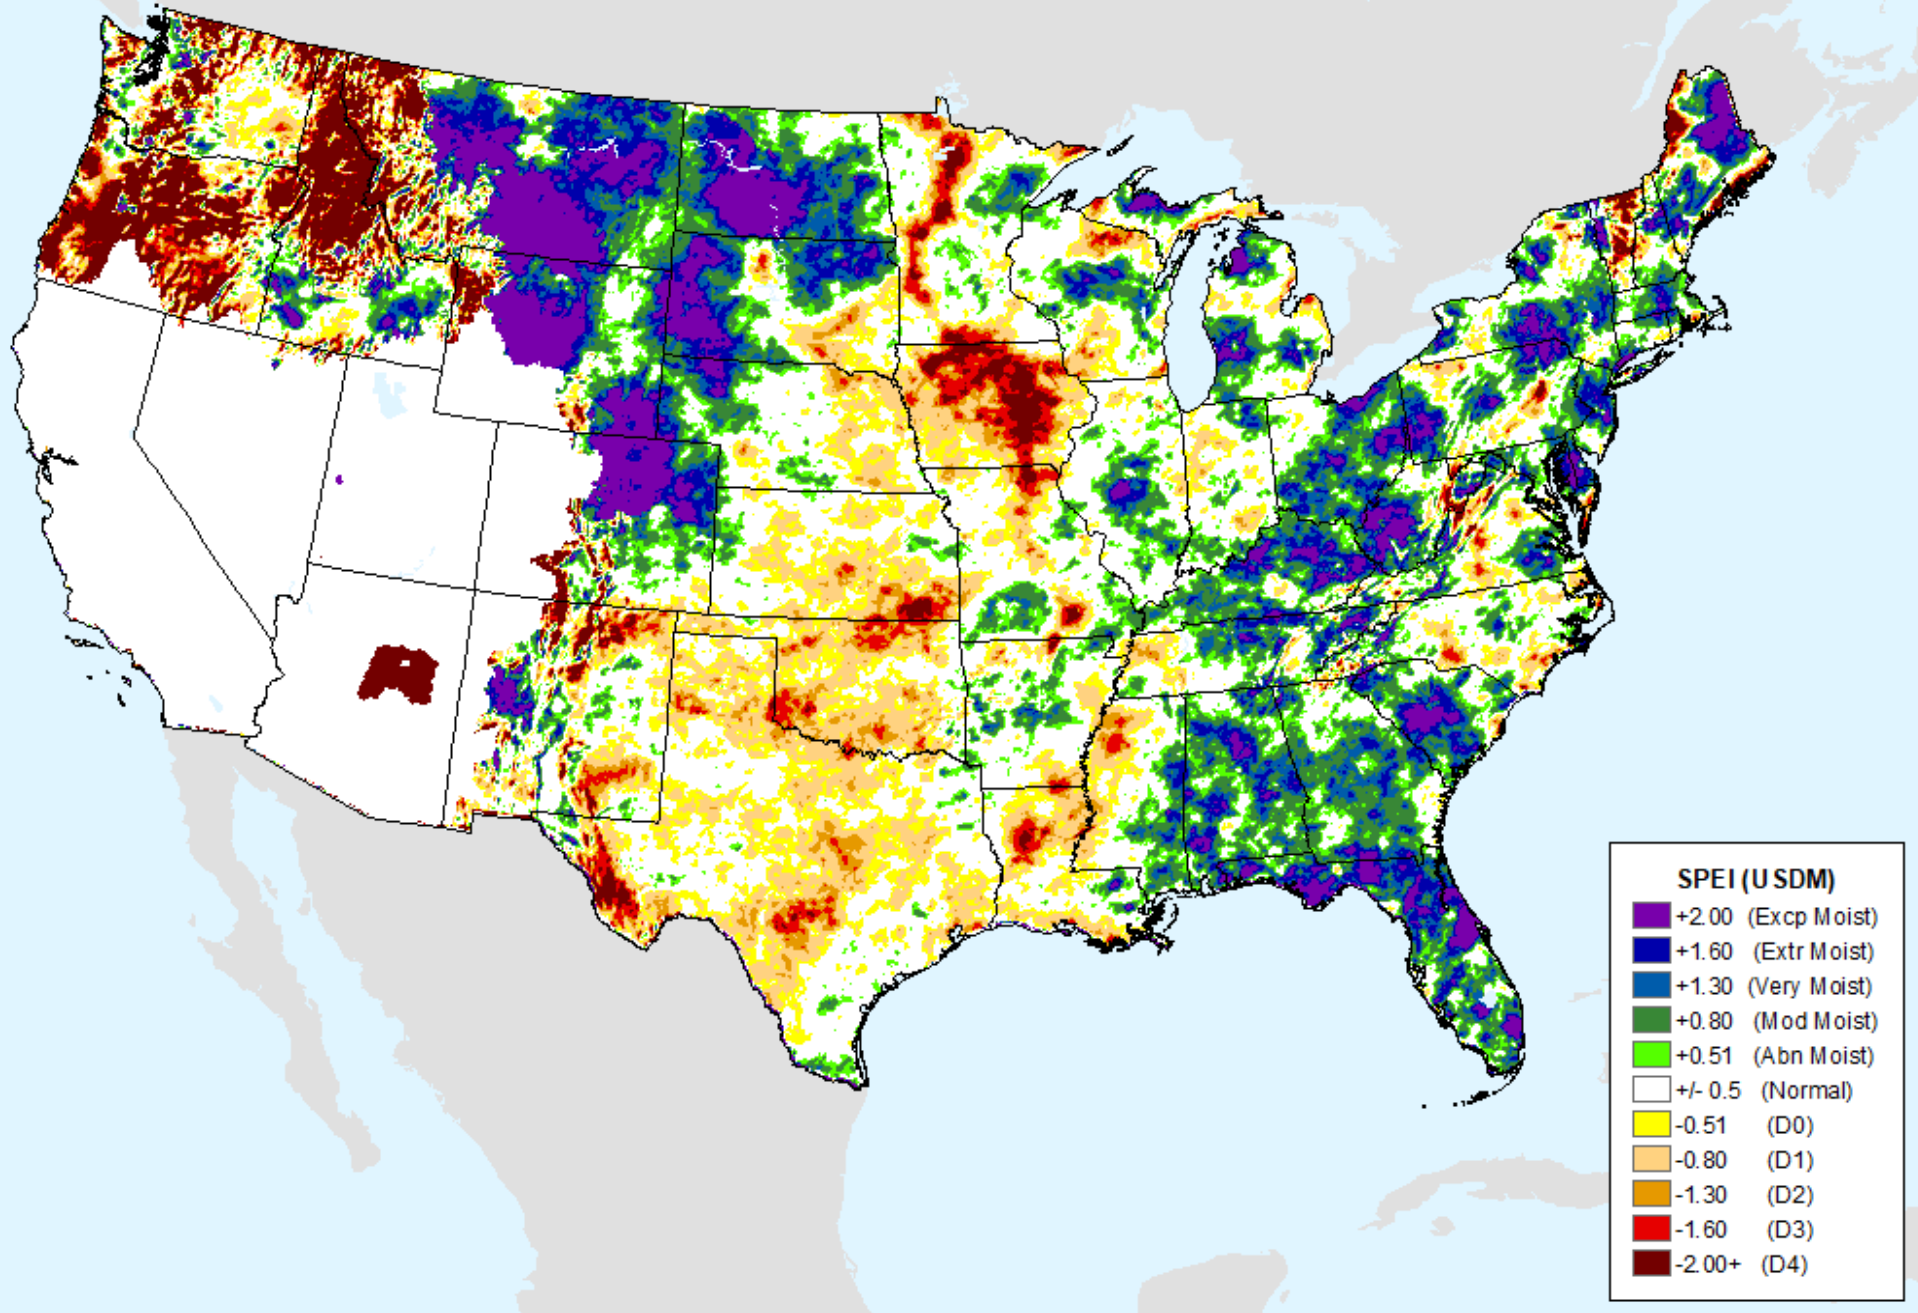 SPEI (USDM)
+2.00 (Excp Moist)
+1.60 (Extr Moist)
+1.30 (Very Moist)
+0.80 (Mod Moist)
+0.51 (Abn Moist)
+/- 0.5 (Normal)
-0.51 (D0)
-0.80 (D1)
-1.30 (D2)
-1.60 (D3)
-2.00+ (D4)